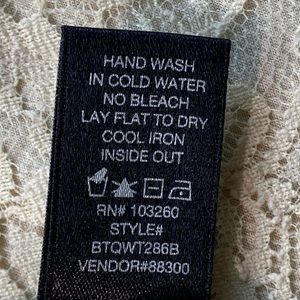 HAND WASH
IN COLD WATER
NO BLEACH
LAY FLAT TO DRY
COOL IRON
INSIDE OUT
RN# 103260
STYLE#
BTQWT286B
VENDOR#88300